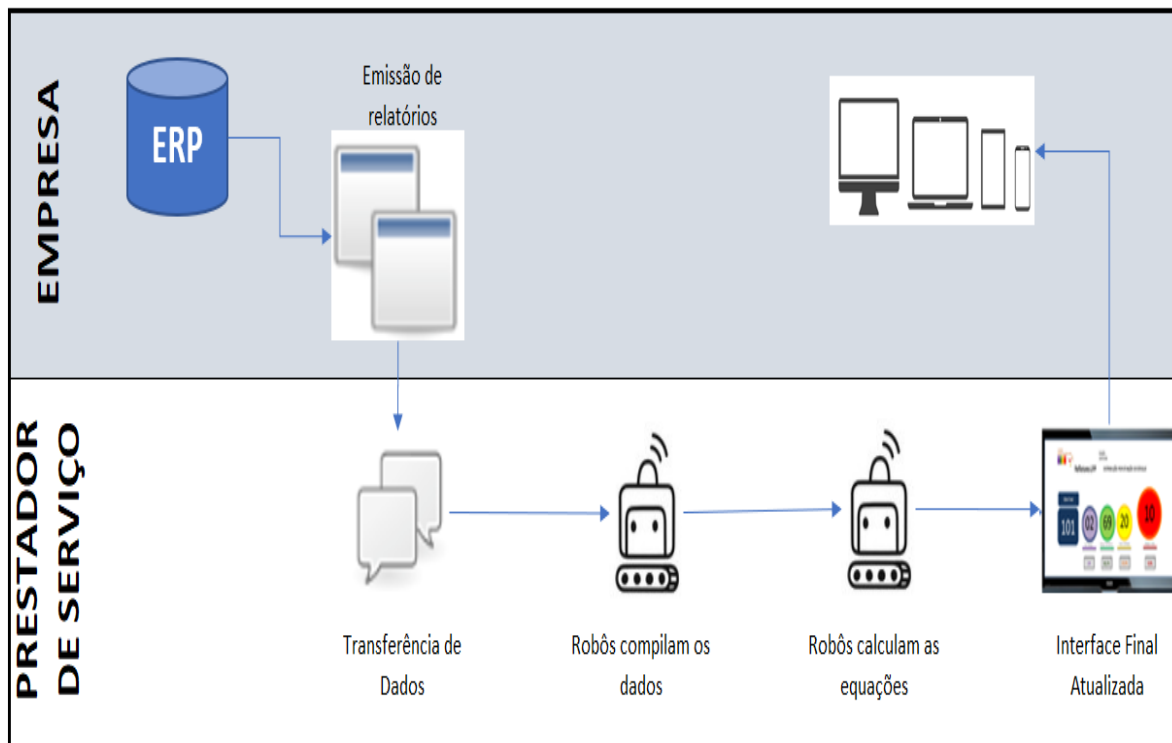 EMPRESA
ERP
Emissão de
relatórios
PRESTADOR
DE SERVIÇO
Transferência de
Dados
Robôs compilam os
dados
Robôs calculam as
equações
101
02
69
20
10
Interface Final
Atualizada